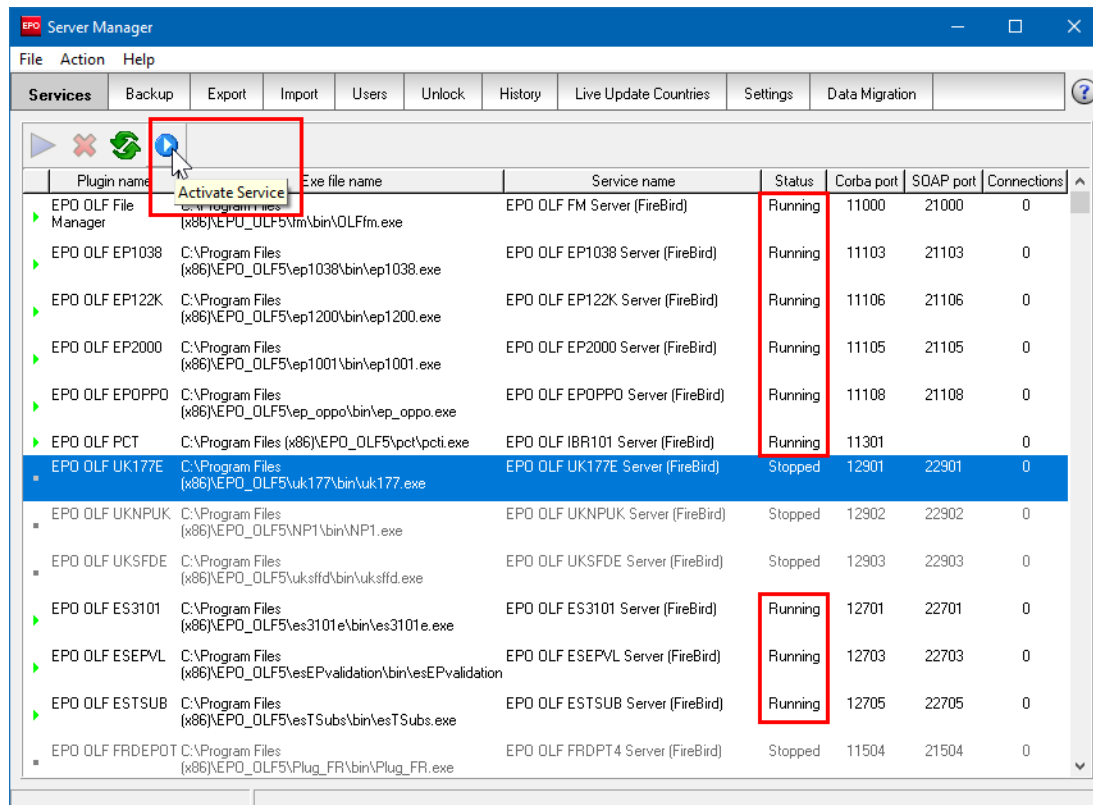 EPO Server Manager
File Action Help
Services Backup Export Import Users Unlock History Live Update Countries Settings Data Migration ?
Plugin name Exe file name Service name Status Corba port SOAP port Connections
Activate Service
EPO OLF File Manager C:\Program Files (x86)\EPO_OLF5\fm\bin\OLFfm.exe EPO OLF FM Server (FireBird) Running 11000 21000 0
EPO OLF EP1038 C:\Program Files (x86)\EPO_OLF5\ep1038\bin\ep1038.exe EPO OLF EP1038 Server (FireBird) Running 11103 21103 0
EPO OLF EP122K C:\Program Files (x86)\EPO_OLF5\ep1200\bin\ep1200.exe EPO OLF EP122K Server (FireBird) Running 11106 21106 0
EPO OLF EP2000 C:\Program Files (x86)\EPO_OLF5\ep1001\bin\ep1001.exe EPO OLF EP2000 Server (FireBird) Running 11105 21105 0
EPO OLF EPOPPO C:\Program Files (x86)\EPO_OLF5\ep_oppo\bin\ep_oppo.exe EPO OLF EPOPPO Server (FireBird) Running 11108 21108 0
EPO OLF PCT C:\Program Files (x86)\EPO_OLF5\pct\pcti.exe EPO OLF IBR101 Server (FireBird) Running 11301 0
EPO OLF UK177E C:\Program Files (x86)\EPO_OLF5\uk177\bin\uk177.exe EPO OLF UK177E Server (FireBird) Stopped 12901 22901 0
EPO OLF UKNPUK C:\Program Files (x86)\EPO_OLF5\NP1\bin\NP1.exe EPO OLF UKNPUK Server (FireBird) Stopped 12902 22902 0
EPO OLF UKSFDE C:\Program Files (x86)\EPO_OLF5\uksffd\bin\uksffd.exe EPO OLF UKSFDE Server (FireBird) Stopped 12903 22903 0
EPO OLF ES3101 C:\Program Files (x86)\EPO_OLF5\es3101e\bin\es3101e.exe EPO OLF ES3101 Server (FireBird) Running 12701 22701 0
EPO OLF ESEPVL C:\Program Files (x86)\EPO_OLF5\esEPvalidation\bin\esEPvalidation EPO OLF ESEPVL Server (FireBird) Running 12703 22703 0
EPO OLF ESTSUB C:\Program Files (x86)\EPO_OLF5\esTSubs\bin\esTSubs.exe EPO OLF ESTSUB Server (FireBird) Running 12705 22705 0
EPO OLF FRDEPOT C:\Program Files (x86)\EPO_OLF5\Plug_FR\bin\Plug_FR.exe EPO OLF FRDPT4 Server (FireBird) Stopped 11504 21504 0